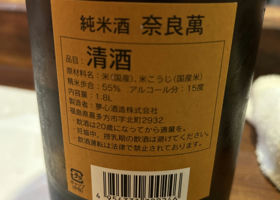 純米酒 奈良萬
品目: 清酒
原材料名:米(国産)、米こうじ(国産米)
精米歩合:55% アルコール分:15度
内容量:1.8L
製造者:夢心酒造株式会社
福島県喜多方市字北町2932
・飲酒は20歳になってから適量を。
・妊娠中、授乳期の飲酒は避けてください。
・飲酒運転は法律で禁止されています。